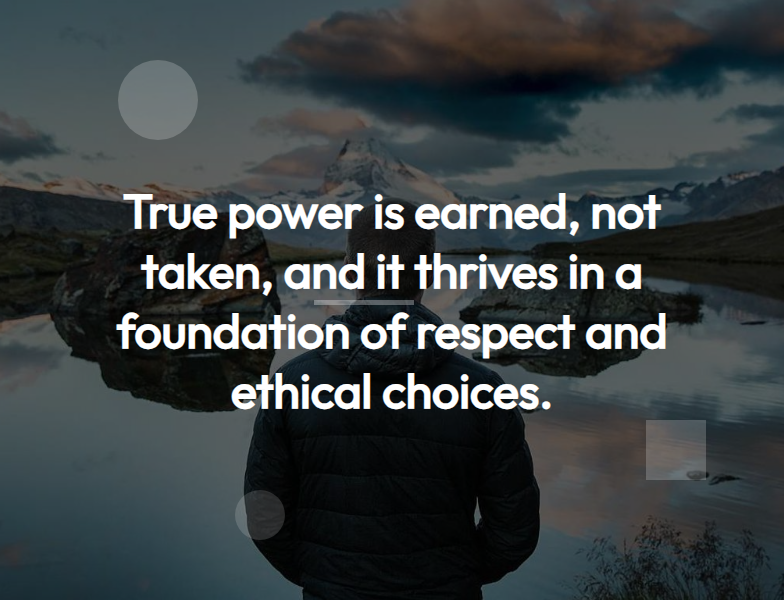 True power is earned, not
taken, and it thrives in a
foundation of respect and
ethical choices.